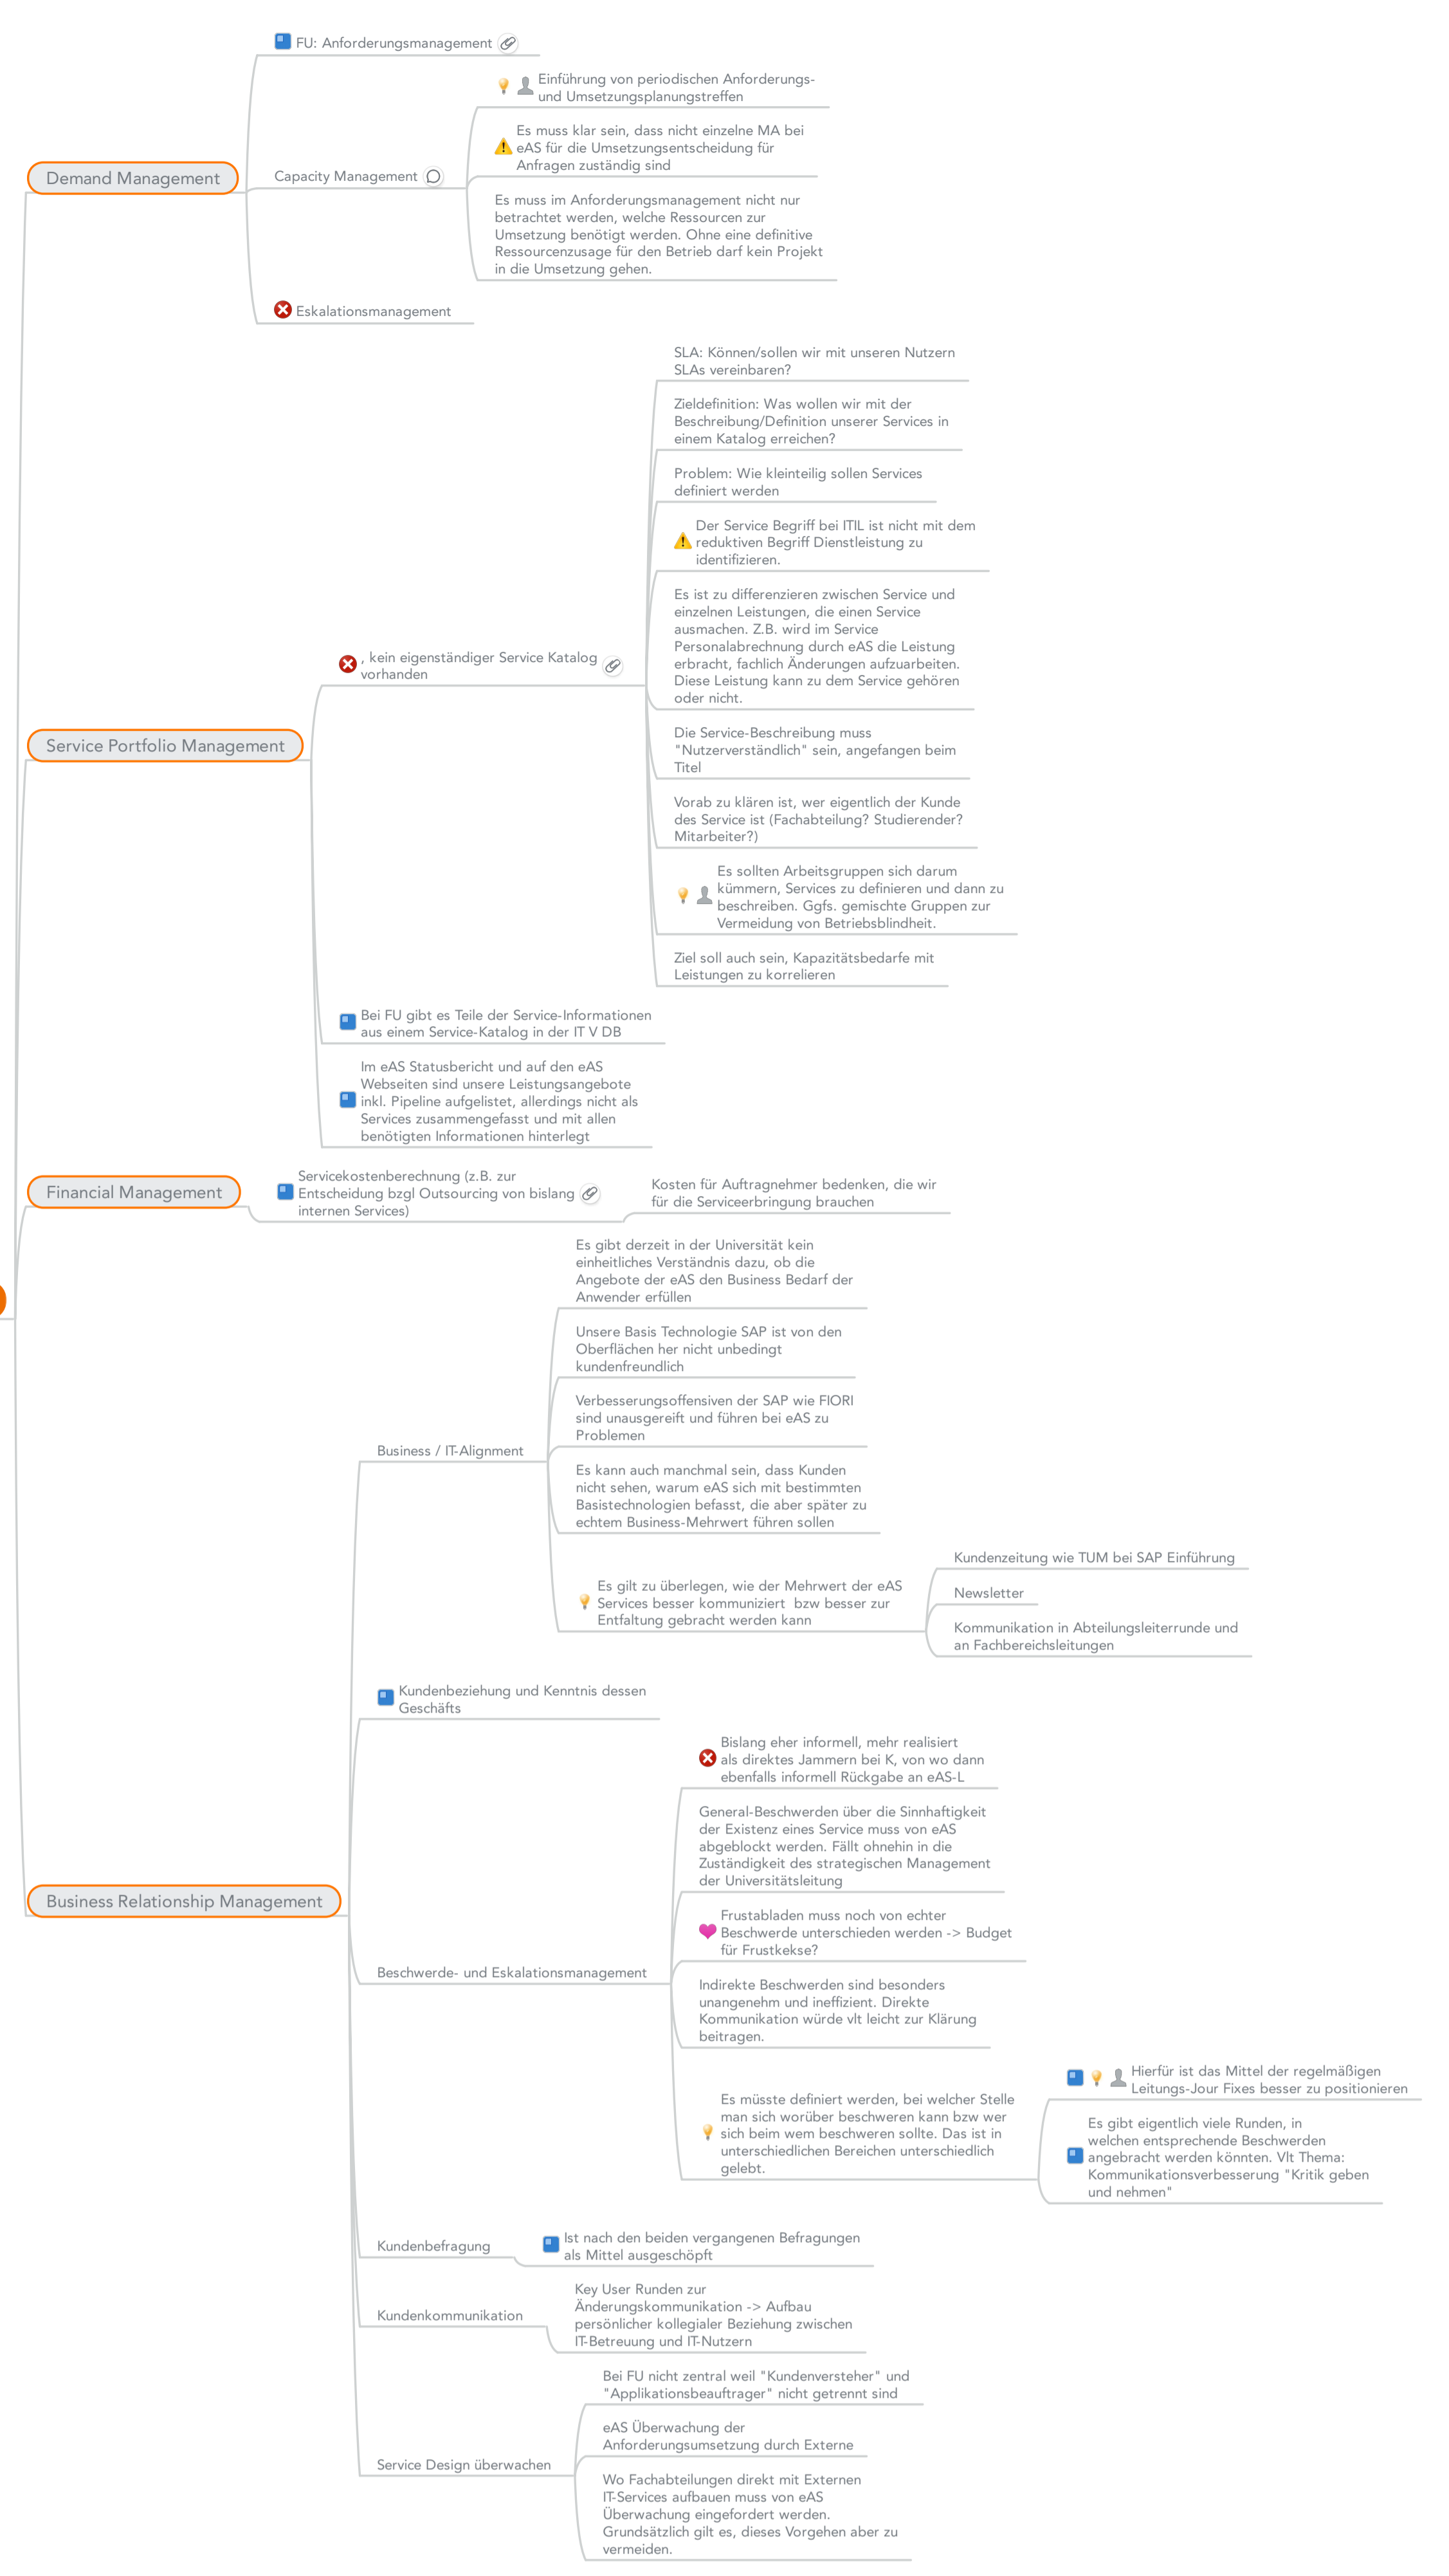 Demand Management
FU: Anforderungsmanagement
Capacity Management
Einführung von periodischen Anforderungs-
und Umsetzungsplanungstreffen
Es muss klar sein, dass nicht einzelne MA bei
eAS für die Umsetzungsentscheidung für
Anfragen zuständig sind
Es muss im Anforderungsmanagement nicht nur
betrachtet werden, welche Ressourcen zur
Umsetzung benötigt werden. Ohne eine definitive
Ressourcenzusage für den Betrieb darf kein Projekt
in die Umsetzung gehen.
Eskalationsmanagement
Service Portfolio Management
, kein eigenständiger Service Katalog
vorhanden
SLA: Können/sollen wir mit unseren Nutzern
SLAs vereinbaren?
Zieldefinition: Was wollen wir mit der
Beschreibung/Definition unserer Services in
einem Katalog erreichen?
Problem: Wie kleinteilig sollen Services
definiert werden
Der Service Begriff bei ITIL ist nicht mit dem
reduktiven Begriff Dienstleistung zu
identifizieren.
Es ist zu differenzieren zwischen Service und
einzelnen Leistungen, die einen Service
ausmachen. Z.B. wird im Service
Personalabrechnung durch eAS die Leistung
erbracht, fachlich Änderungen aufzuarbeiten.
Diese Leistung kann zu dem Service gehören
oder nicht.
Die Service-Beschreibung muss
"Nutzerverständlich" sein, angefangen beim
Titel
Vorab zu klären ist, wer eigentlich der Kunde
des Service ist (Fachabteilung? Studierender?
Mitarbeiter?)
Es sollten Arbeitsgruppen sich darum
kümmern, Services zu definieren und dann zu
beschreiben. Ggfs. gemischte Gruppen zur
Vermeidung von Betriebsblindheit.
Ziel soll auch sein, Kapazitätsbedarfe mit
Leistungen zu korrelieren
Bei FU gibt es Teile der Service-Informationen
aus einem Service-Katalog in der IT V DB
Im eAS Statusbericht und auf den eAS
Webseiten sind unsere Leistungsangebote
inkl. Pipeline aufgelistet, allerdings nicht als
Services zusammengefasst und mit allen
benötigten Informationen hinterlegt
Financial Management
Servicekostenberechnung (z.B. zur
Entscheidung bzgl Outsourcing von bislang
internen Services)
Kosten für Auftragnehmer bedenken, die wir
für die Serviceerbringung brauchen
Business Relationship Management
Business / IT-Alignment
Es gibt derzeit in der Universität kein
einheitliches Verständnis dazu, ob die
Angebote der eAS den Business Bedarf der
Anwender erfüllen
Unsere Basis Technologie SAP ist von den
Oberflächen her nicht unbedingt
kundenfreundlich
Verbesserungsoffensiven der SAP wie FIORI
sind unausgereift und führen bei eAS zu
Problemen
Es kann auch manchmal sein, dass Kunden
nicht sehen, warum eAS sich mit bestimmten
Basistechnologien befasst, die aber später zu
echtem Business-Mehrwert führen sollen
Es gilt zu überlegen, wie der Mehrwert der eAS
Services besser kommuniziert  bzw besser zur
Entfaltung gebracht werden kann
Kundenzeitung wie TUM bei SAP Einführung
Newsletter
Kommunikation in Abteilungsleiterrunde und
an Fachbereichsleitungen
Kundenbeziehung und Kenntnis dessen
Geschäfts
Beschwerde- und Eskalationsmanagement
Bislang eher informell, mehr realisiert
als direktes Jammern bei K, von wo dann
ebenfalls informell Rückgabe an eAS-L
General-Beschwerden über die Sinnhaftigkeit
der Existenz eines Service muss von eAS
abgeblockt werden. Fällt ohnehin in die
Zuständigkeit des strategischen Management
der Universitätsleitung
Frustabladen muss noch von echter
Beschwerde unterschieden werden -> Budget
für Frustkekse?
Indirekte Beschwerden sind besonders
unangenehm und ineffizient. Direkte
Kommunikation würde vlt leicht zur Klärung
beitragen.
Es müsste definiert werden, bei welcher Stelle
man sich worüber beschweren kann bzw wer
sich beim wem beschweren sollte. Das ist in
unterschiedlichen Bereichen unterschiedlich
gelebt.
Hierfür ist das Mittel der regelmäßigen
Leitungs-Jour Fixes besser zu positionieren
Es gibt eigentlich viele Runden, in
welchen entsprechende Beschwerden
angebracht werden könnten. Vlt Thema:
Kommunikationsverbesserung "Kritik geben
und nehmen"
Kundenbefragung
Ist nach den beiden vergangenen Befragungen
als Mittel ausgeschöpft
Kundenkommunikation
Key User Runden zur
Änderungskommunikation -> Aufbau
persönlicher kollegialer Beziehung zwischen
IT-Betreuung und IT-Nutzern
Service Design überwachen
Bei FU nicht zentral weil "Kundenversteher" und
"Applikationsbeauftrager" nicht getrennt sind
eAS Überwachung der
Anforderungsumsetzung durch Externe
Wo Fachabteilungen direkt mit Externen
IT-Services aufbauen muss von eAS
Überwachung eingefordert werden.
Grundsätzlich gilt es, dieses Vorgehen aber zu
vermeiden.